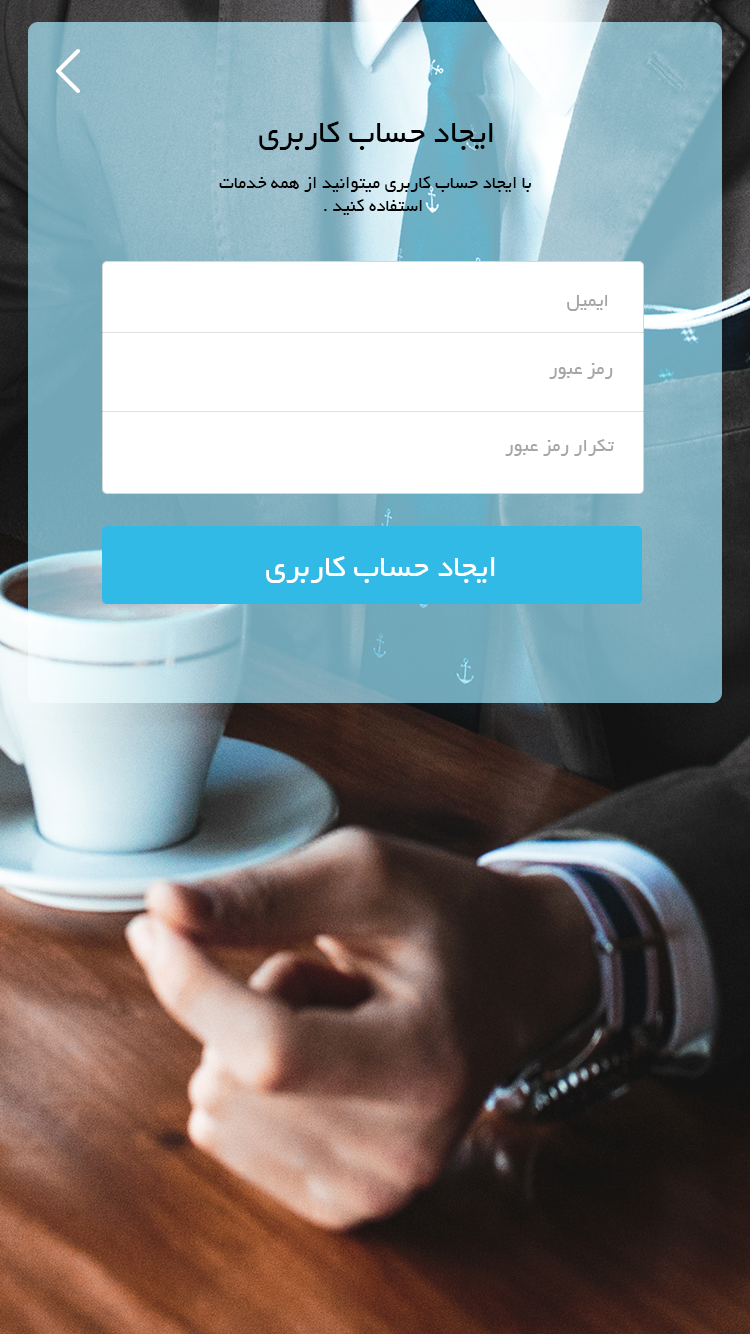 ایجاد حساب کاربری
با ایجاد حساب کاربری میتوانید از همه خدمات
استفاده کنید .
ایمیل
رمز عبور
تکرار رمز عبور
ایجاد حساب کاربری